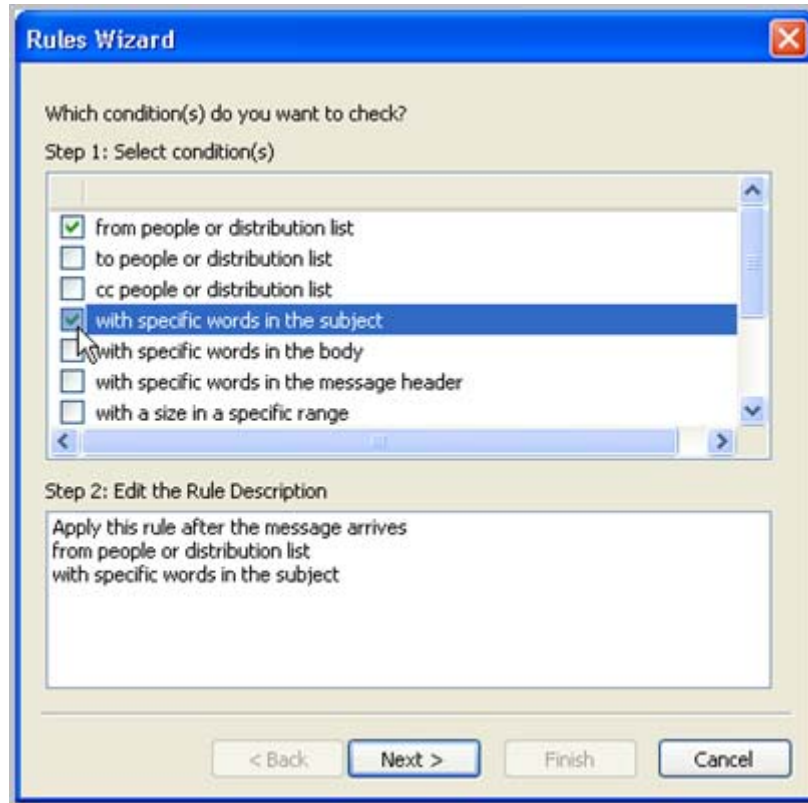 Rules Wizard
Which condition(s) do you want to check?
Step 1: Select condition(s)
from people or distribution list
to people or distribution list
cc people or distribution list
with specific words in the subject
with specific words in the body
with specific words in the message header
with a size in a specific range
Step 2: Edit the Rule Description
Apply this rule after the message arrives
from people or distribution list
with specific words in the subject
< Back Next > Finish Cancel